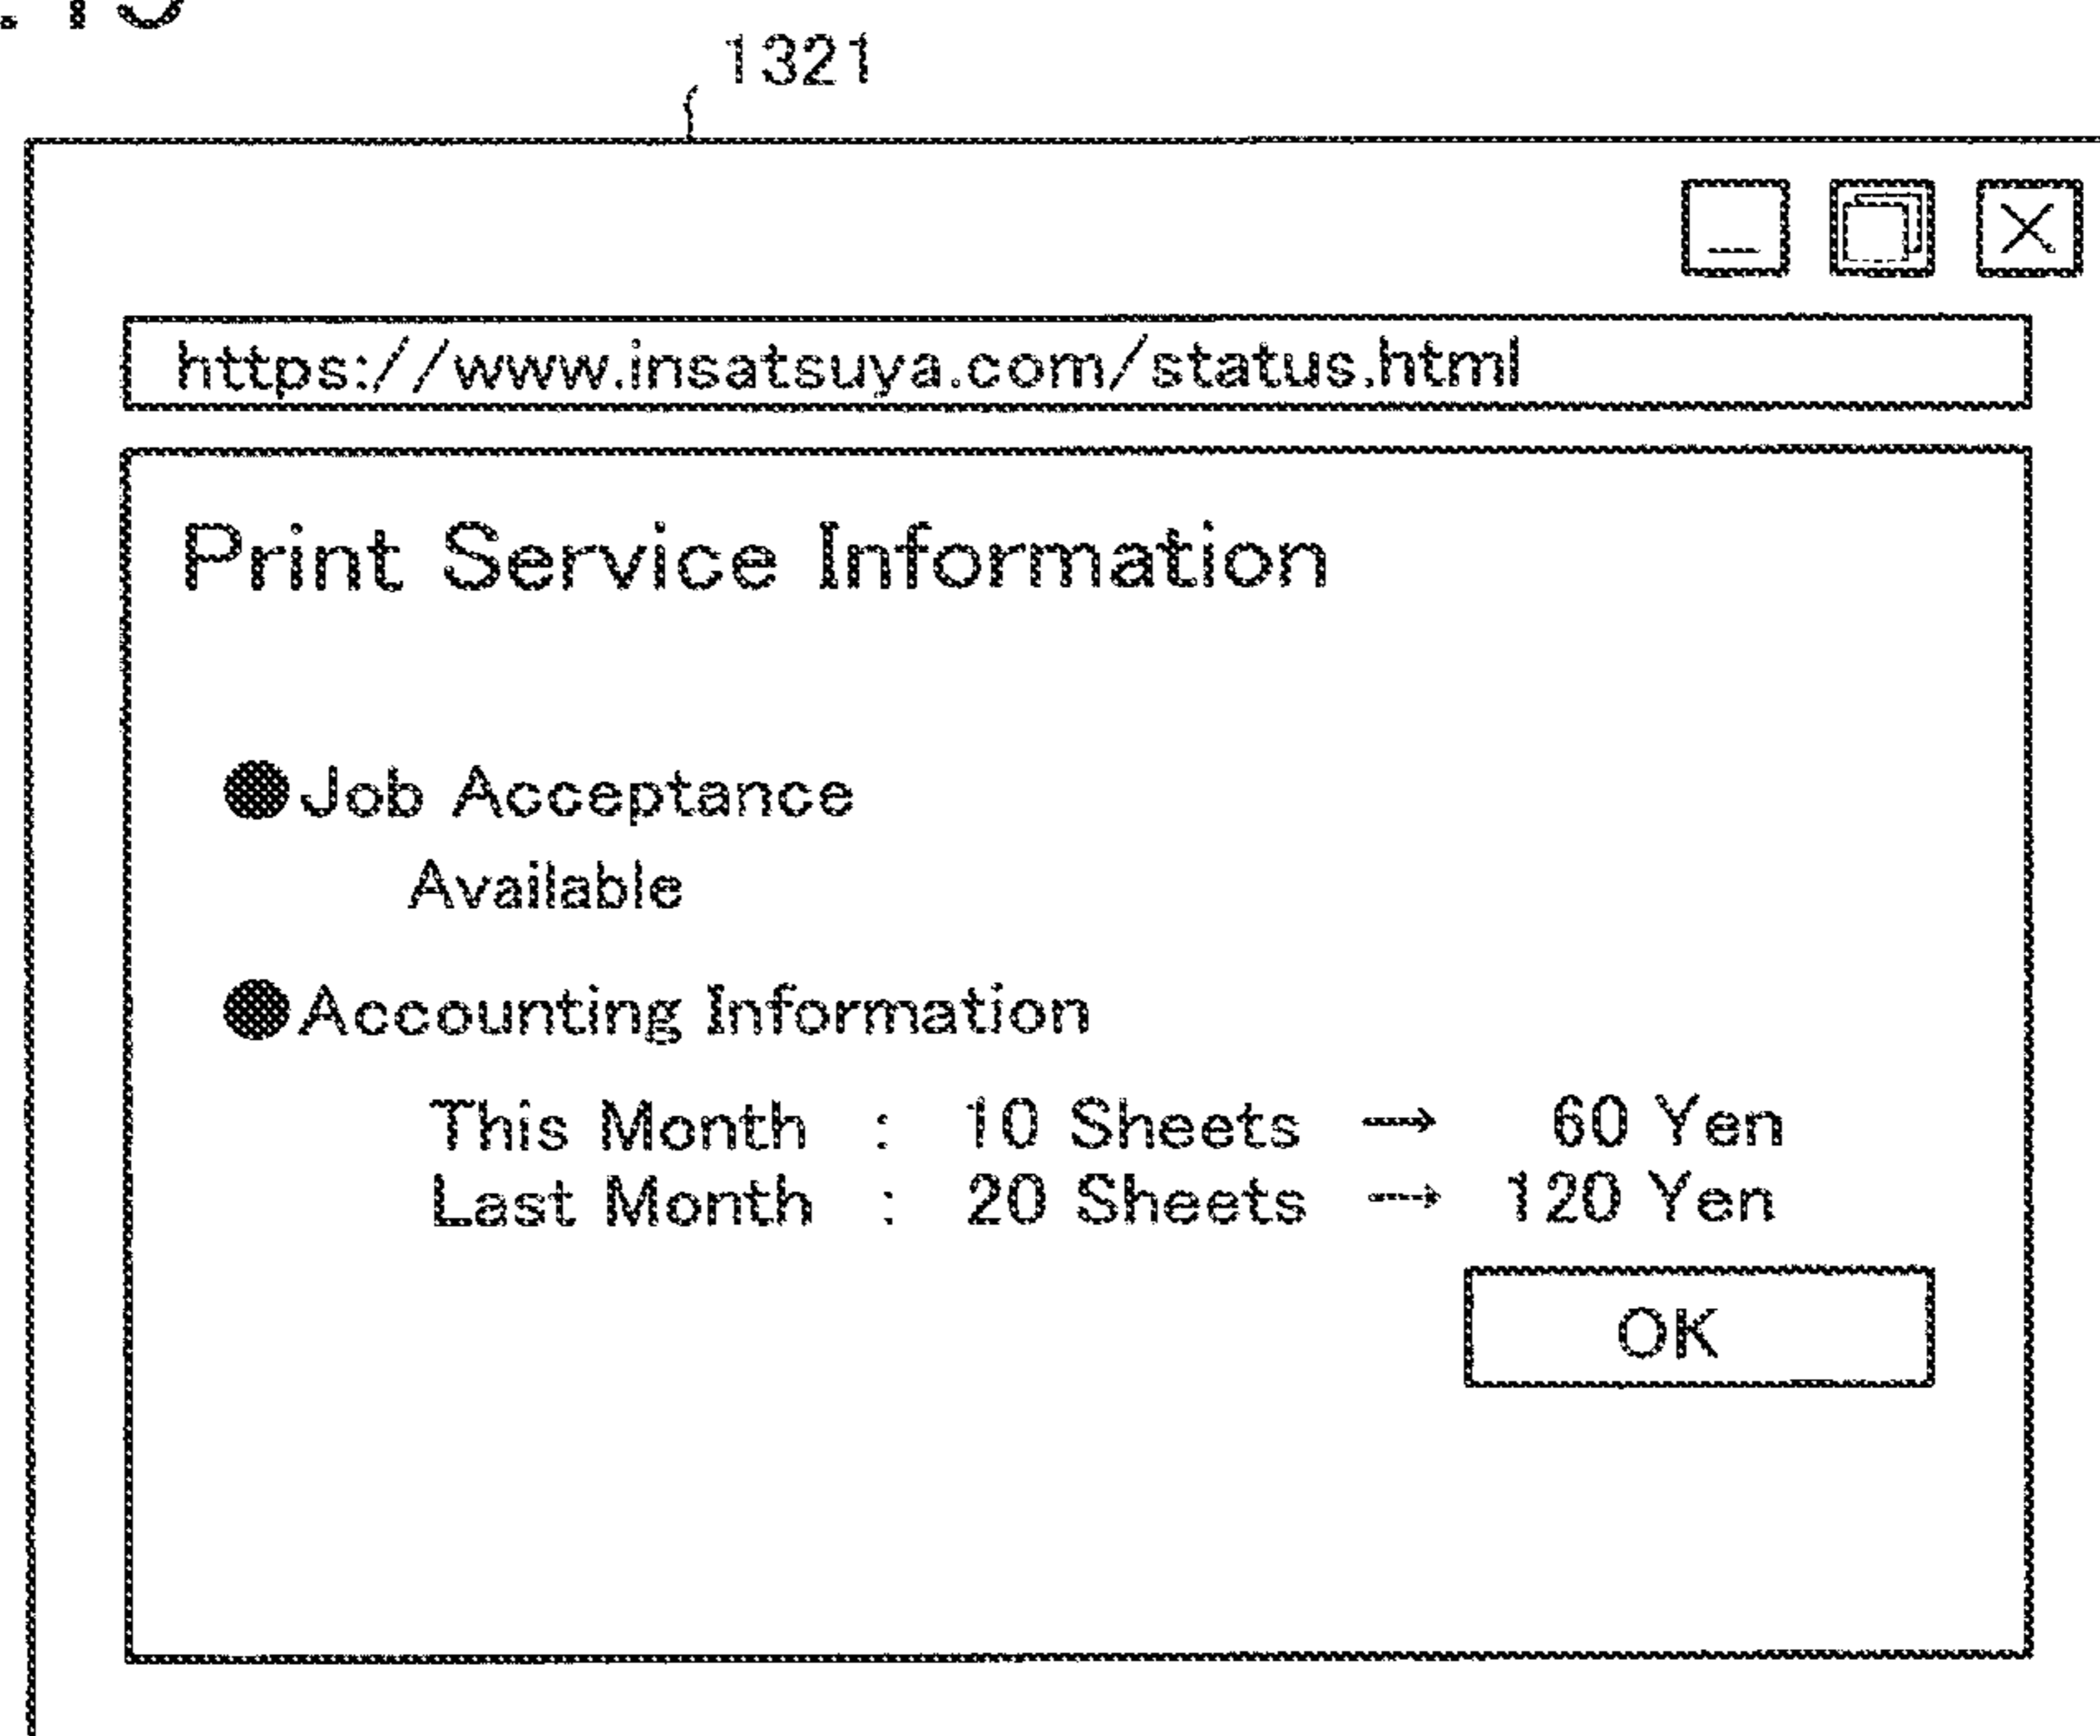 1321
https://www.insatsuya.com/status.html
Print Service Information
●Job Acceptance
Available
●Accounting Information
This Month : 10 Sheets → 60 Yen
Last Month : 20 Sheets → 120 Yen
OK